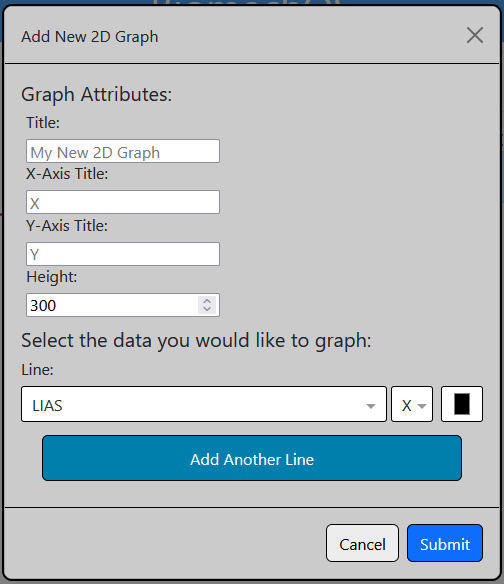 Add New 2D Graph
Graph Attributes:
Title:
My New 2D Graph
X-Axis Title:
X
Y-Axis Title:
Y
Height:
300
Select the data you would like to graph:
Line:
LIAS X
Add Another Line
Cancel Submit